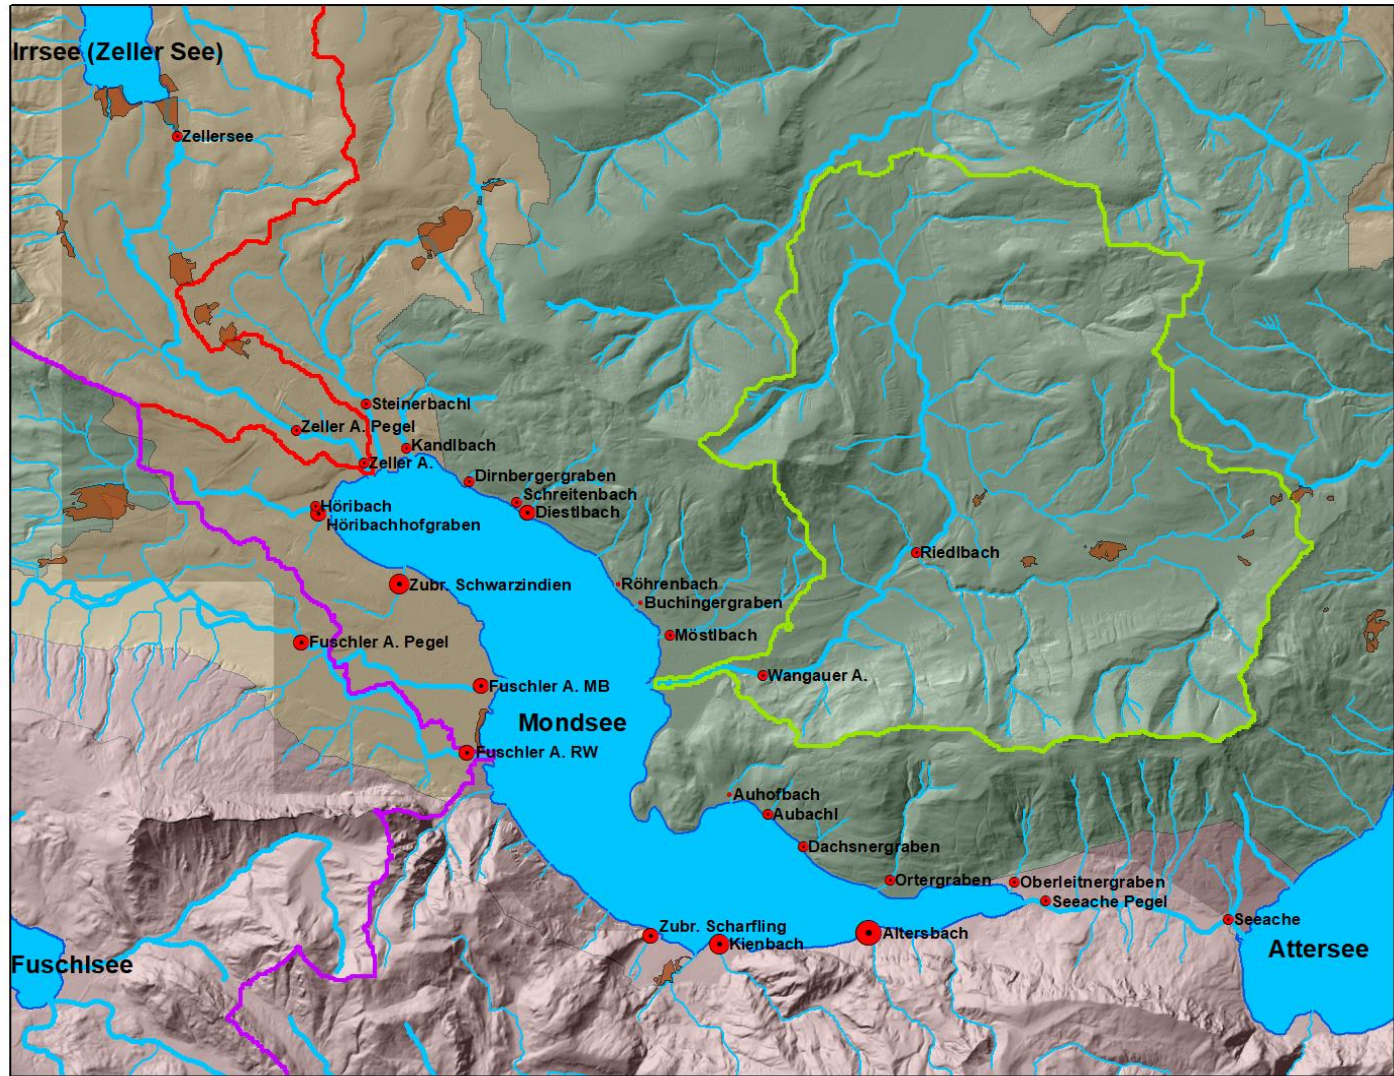 Irrsee (Zeller See)
Zellersee
Steinerbachl
Zeller A. Pegel
Kandlbach
Zeller A.
Dirnbergergraben
Schreitenbach
Diestlbach
Höribach
Höribachhofgraben
Riedlbach
Zubr. Schwarzindien
Röhrenbach
Buchingergraben
Möstlbach
Fuschler A. Pegel
Wangauer A.
Fuschler A. MB
Mondsee
Fuschler A. RW
Auhofbach
Aubachl
Dachsnergraben
Ortergraben
Oberleitnergraben
Seeache Pegel
Seeache
Zubr. Scharfling
Kienbach
Altersbach
Attersee
Fuschlsee